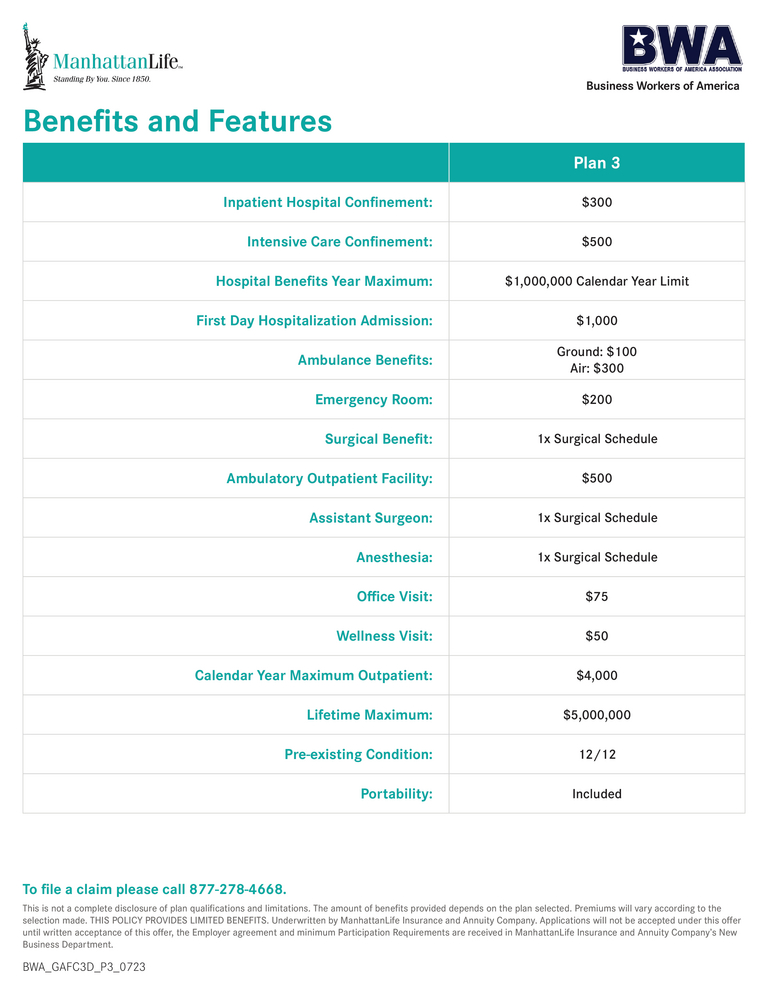 ManhattanLife™
Standing By You. Since 1850.
BWA
BUSINESS WORKERS OF AMERICA ASSOCIATION
Business Workers of America
Benefits and Features
Plan 3
Inpatient Hospital Confinement: $300
Intensive Care Confinement: $500
Hospital Benefits Year Maximum: $1,000,000 Calendar Year Limit
First Day Hospitalization Admission: $1,000
Ambulance Benefits: Ground: $100
Air: $300
Emergency Room: $200
Surgical Benefit: 1x Surgical Schedule
Ambulatory Outpatient Facility: $500
Assistant Surgeon: 1x Surgical Schedule
Anesthesia: 1x Surgical Schedule
Office Visit: $75
Wellness Visit: $50
Calendar Year Maximum Outpatient: $4,000
Lifetime Maximum: $5,000,000
Pre-existing Condition: 12/12
Portability: Included
To file a claim please call 877-278-4668.
This is not a complete disclosure of plan qualifications and limitations. The amount of benefits provided depends on the plan selected. Premiums will vary according to the
selection made. THIS POLICY PROVIDES LIMITED BENEFITS. Underwritten by ManhattanLife Insurance and Annuity Company. Applications will not be accepted under this offer
until written acceptance of this offer, the Employer agreement and minimum Participation Requirements are received in ManhattanLife Insurance and Annuity Company's New
Business Department.
BWA_GAFC3D_P3_0723